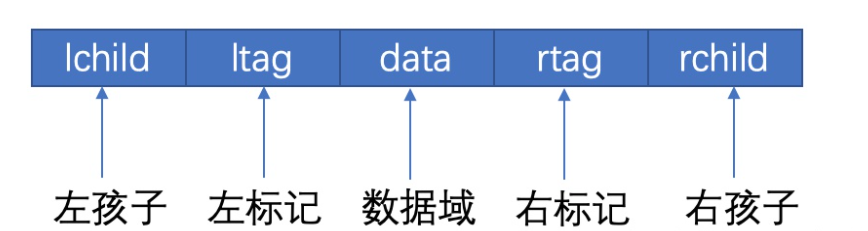 lchild ltag data rtag rchild
左孩子 左标记 数据域 右标记 右孩子